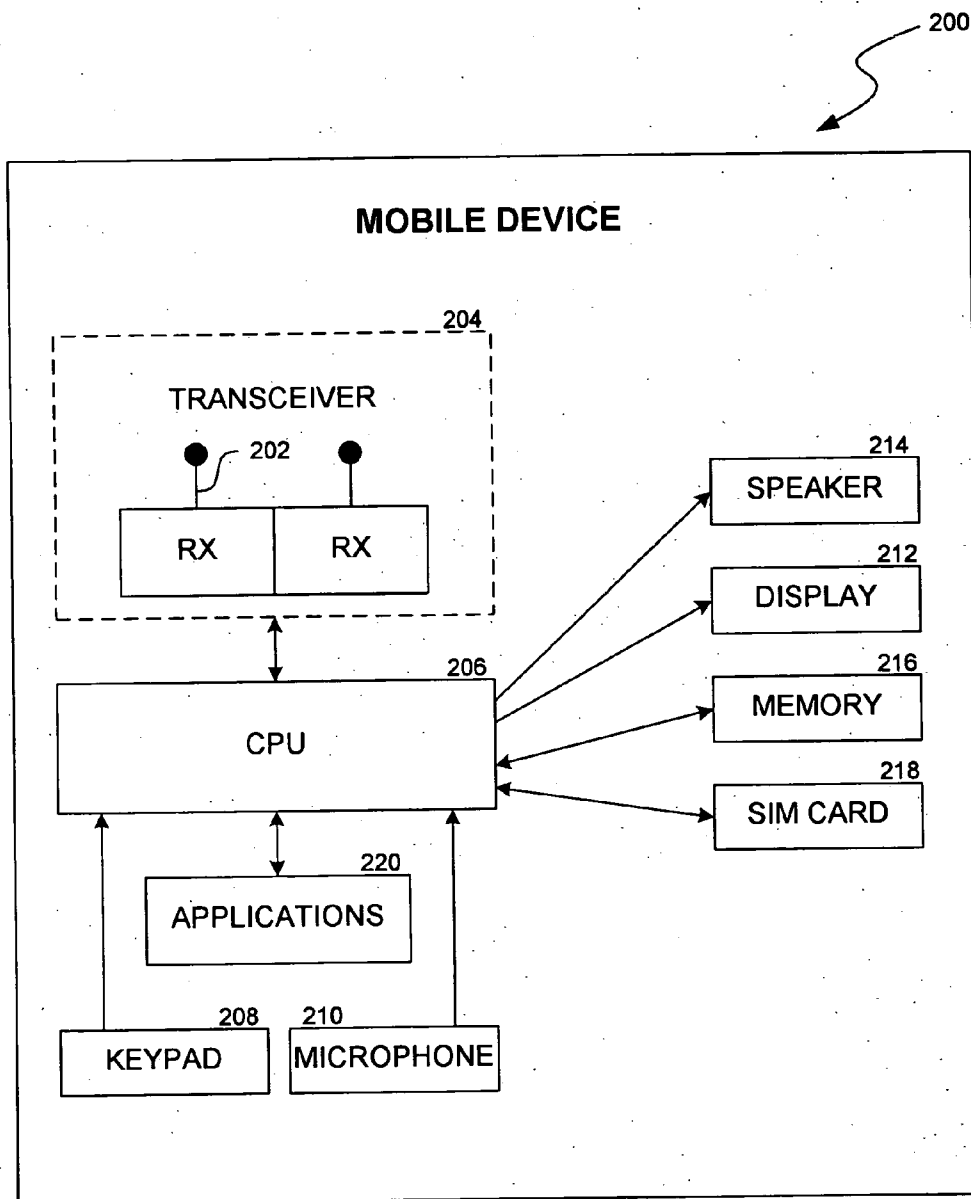 200
MOBILE DEVICE
204
TRANSCEIVER
202
RX RX
214
SPEAKER
212
DISPLAY
206
CPU
216
MEMORY
218
SIM CARD
220
APPLICATIONS
208
KEYPAD
210
MICROPHONE